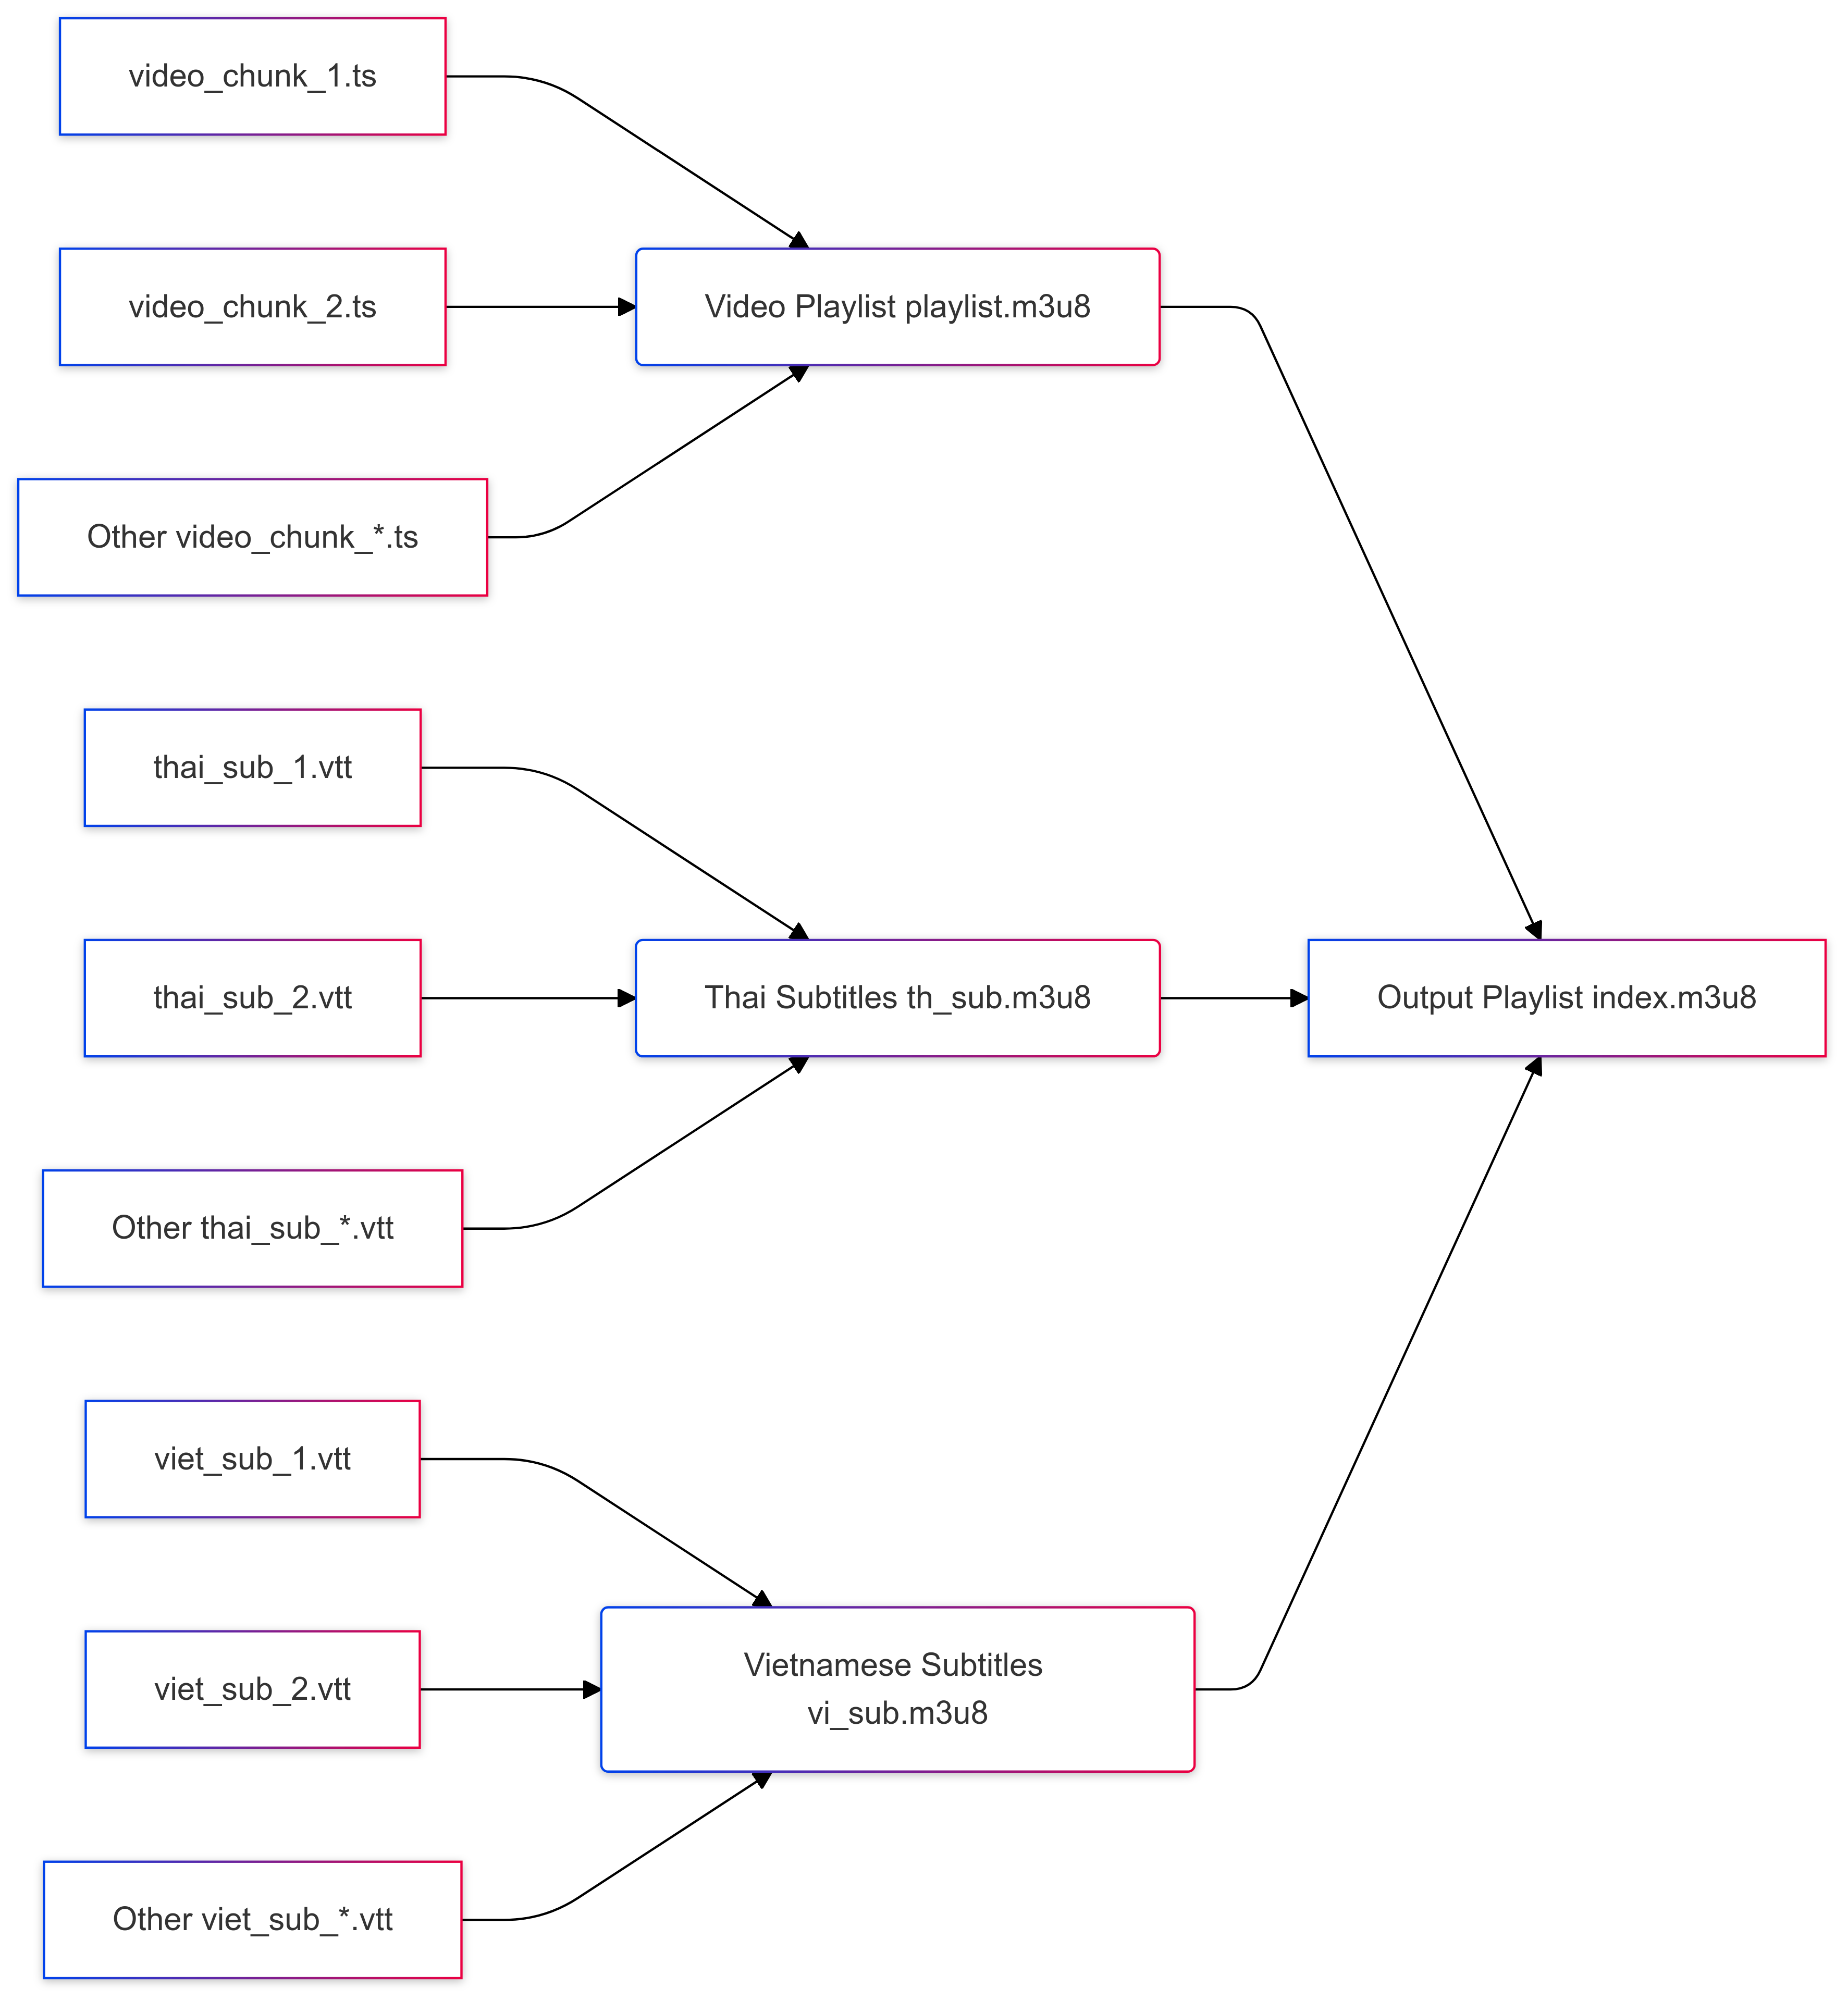 video_chunk_1.ts
video_chunk_2.ts
Video Playlist playlist.m3u8
Other video_chunk_*.ts
thai_sub_1.vtt
thai_sub_2.vtt
Thai Subtitles th_sub.m3u8
Output Playlist index.m3u8
Other thai_sub_*.vtt
viet_sub_1.vtt
viet_sub_2.vtt
Vietnamese Subtitles
vi_sub.m3u8
Other viet_sub_*.vtt